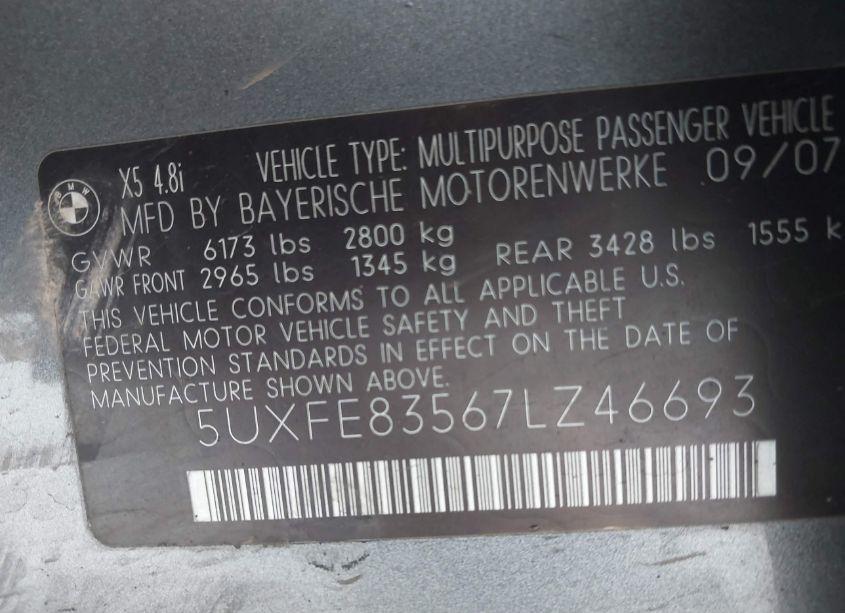 BMW
X5 4.8i VEHICLE TYPE: MULTIPURPOSE PASSENGER VEHICLE
MFD BY BAYERISCHE MOTORENWERKE 09/07
GVWR 6173 lbs 2800 kg
GAWR FRONT 2965 lbs 1345 kg REAR 3428 lbs 1555 k
THIS VEHICLE CONFORMS TO ALL APPLICABLE U.S.
FEDERAL MOTOR VEHICLE SAFETY AND THEFT
PREVENTION STANDARDS IN EFFECT ON THE DATE OF
MANUFACTURE SHOWN ABOVE.
5UXFE83567LZ46693